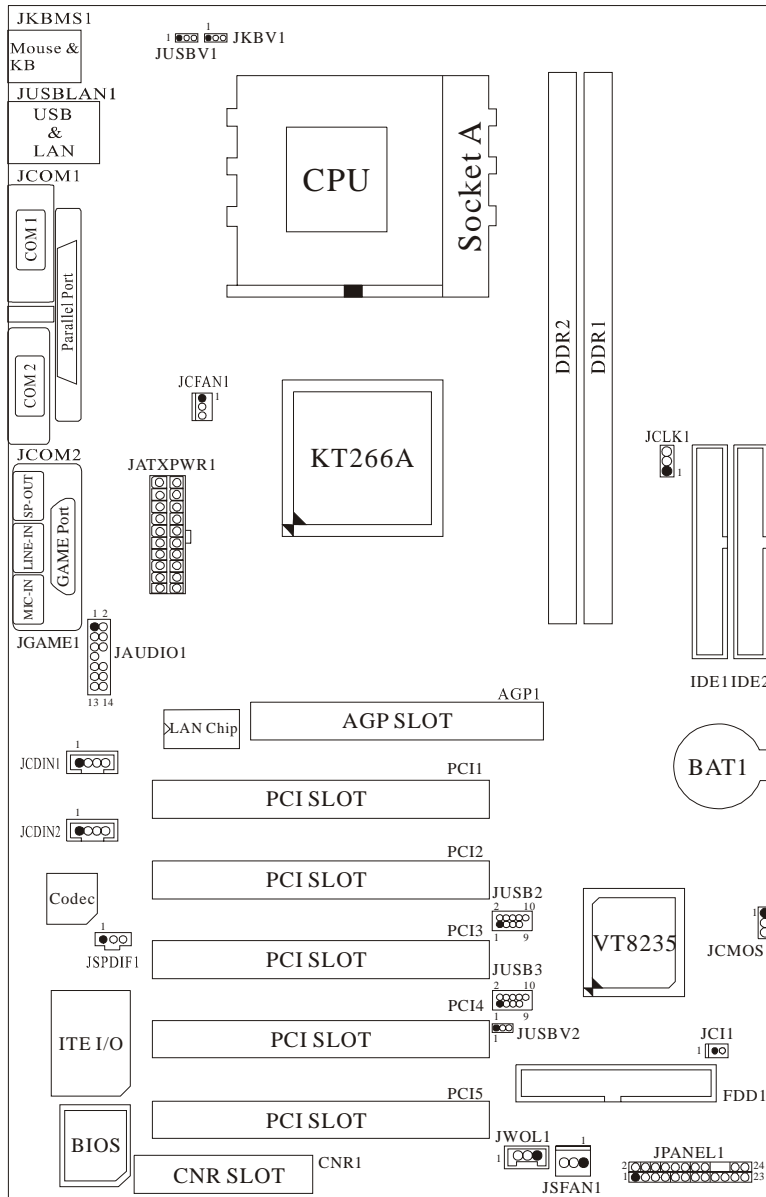 JKBMS1
Mouse &
KB
1
JUSBV1
1
JKBV1
JUSBLAN1
USB
&
LAN
JCOM1
COM 1
Parallel Port
COM 2
CPU
Socket A
DDR2
DDR1
JCFAN1
1
KT266A
JCLK1
1
JCOM2
SP-OUT
LINE-IN
MIC-IN
GAME Port
JGAME1
JATXPWR1
1 2
JAUDIO1
13 14
IDE1
IDE2
AGP1
LAN Chip
AGP SLOT
BAT1
1
JCDIN1
PCI1
PCI SLOT
1
JCDIN2
PCI2
PCI SLOT
Codec
1
JSPDIF1
JUSB2
2 10
1 9
PCI3
PCI SLOT
VT8235
1
JCMOS
JUSB3
2 10
1 9
PCI4
PCI SLOT
1
JUSBV2
ITE I/O
JCI1
1
FDD1
PCI5
PCI SLOT
BIOS
CNR SLOT
CNR1
JWOL1
1
1
JSFAN1
JPANEL1
2 24
1 23